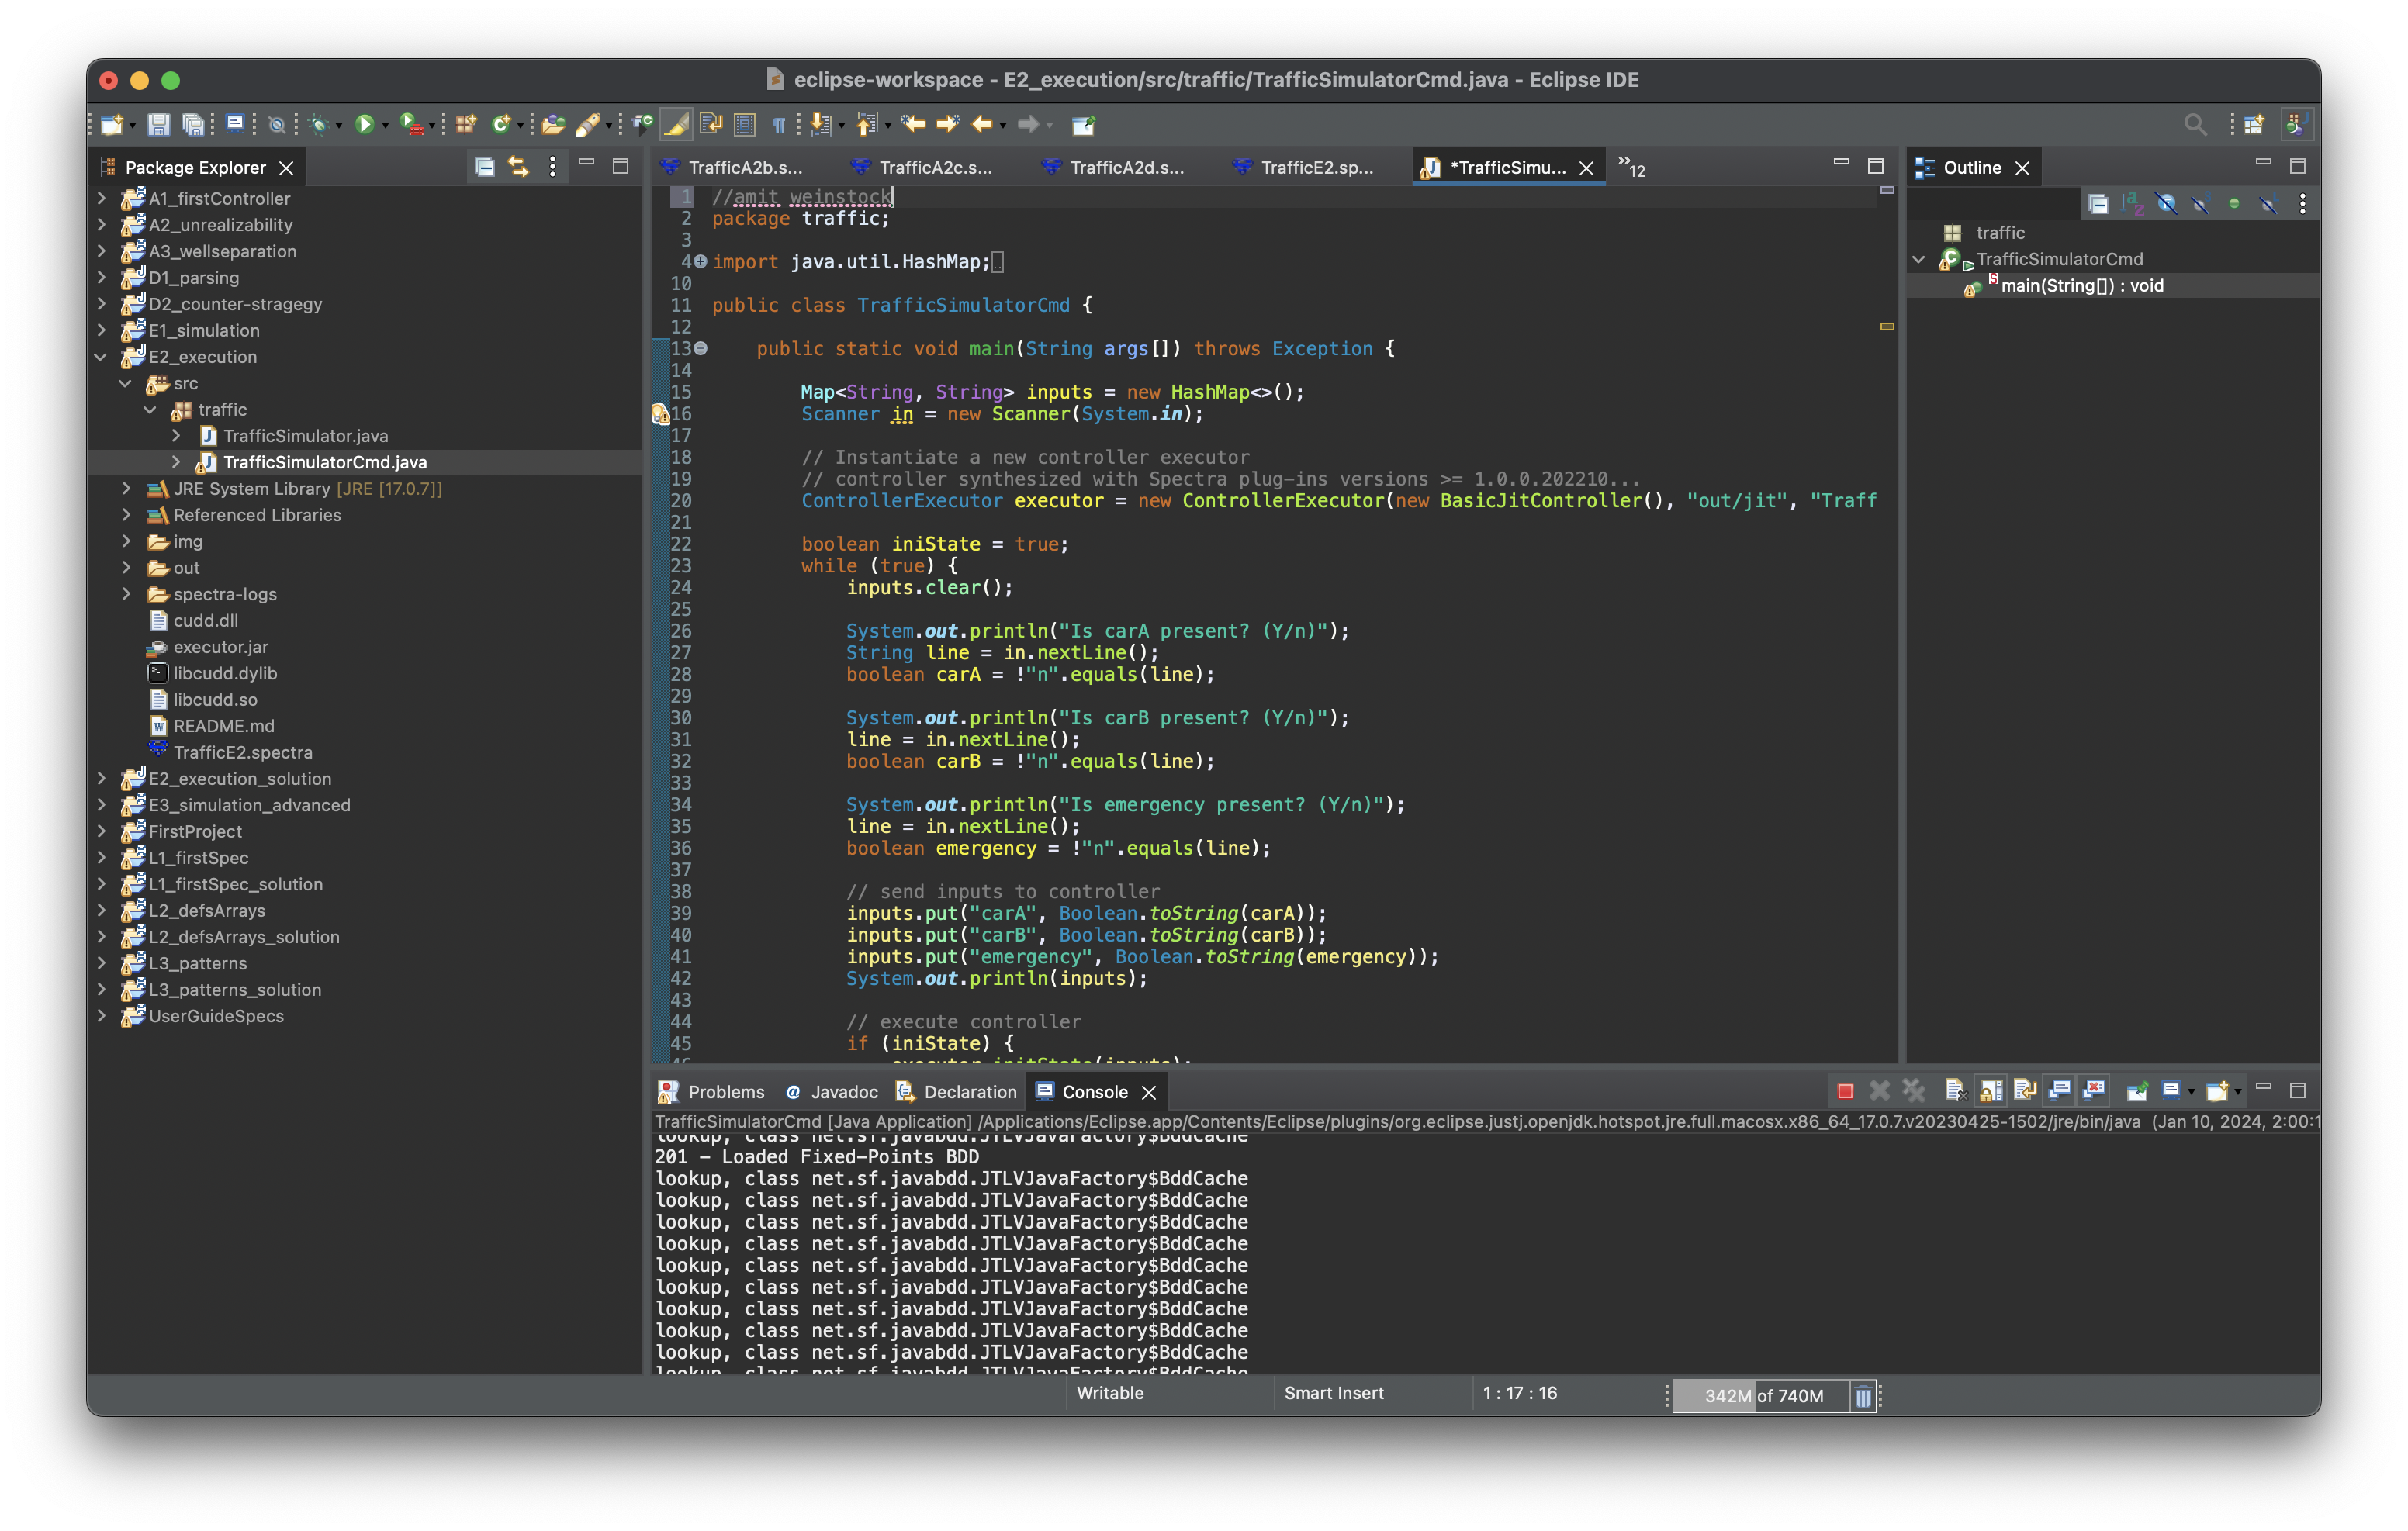 eclipse-workspace - E2_execution/src/traffic/TrafficSimulatorCmd.java - Eclipse IDE
Package Explorer
A1_firstController
A2_unrealizability
A3_wellseparation
D1_parsing
D2_counter-stragegy
E1_simulation
E2_execution
src
traffic
TrafficSimulator.java
TrafficSimulatorCmd.java
JRE System Library [JRE [17.0.7]]
Referenced Libraries
img
out
spectra-logs
cudd.dll
executor.jar
libcudd.dylib
libcudd.so
README.md
TrafficE2.spectra
E2_execution_solution
E3_simulation_advanced
FirstProject
L1_firstSpec
L1_firstSpec_solution
L2_defsArrays
L2_defsArrays_solution
L3_patterns
L3_patterns_solution
UserGuideSpecs
TrafficA2b.s... TrafficA2c.s... TrafficA2d.s... TrafficE2.sp... *TrafficSimu... »12
1 //amit weinstock
2 package traffic;
3
4 import java.util.HashMap;
10
11 public class TrafficSimulatorCmd {
12
13 public static void main(String args[]) throws Exception {
14
15 Map<String, String> inputs = new HashMap<>();
16 Scanner in = new Scanner(System.in);
17
18 // Instantiate a new controller executor
19 // controller synthesized with Spectra plug-ins versions >= 1.0.0.202210...
20 ControllerExecutor executor = new ControllerExecutor(new BasicJitController(), "out/jit", "Traff
21
22 boolean iniState = true;
23 while (true) {
24 inputs.clear();
25
26 System.out.println("Is carA present? (Y/n)");
27 String line = in.nextLine();
28 boolean carA = !"n".equals(line);
29
30 System.out.println("Is carB present? (Y/n)");
31 line = in.nextLine();
32 boolean carB = !"n".equals(line);
33
34 System.out.println("Is emergency present? (Y/n)");
35 line = in.nextLine();
36 boolean emergency = !"n".equals(line);
37
38 // send inputs to controller
39 inputs.put("carA", Boolean.toString(carA));
40 inputs.put("carB", Boolean.toString(carB));
41 inputs.put("emergency", Boolean.toString(emergency));
42 System.out.println(inputs);
43
44 // execute controller
45 if (iniState) {
46 executor.initState(inputs);
Outline
traffic
TrafficSimulatorCmd
main(String[]) : void
Problems Javadoc Declaration Console
TrafficSimulatorCmd [Java Application] /Applications/Eclipse.app/Contents/Eclipse/plugins/org.eclipse.justj.openjdk.hotspot.jre.full.macosx.x86_64_17.0.7.v20230425-1502/jre/bin/java (Jan 10, 2024, 2:00:1
lookup, class net.sf.javabdd.JTLVJavaFactory$BddCache
201 - Loaded Fixed-Points BDD
lookup, class net.sf.javabdd.JTLVJavaFactory$BddCache
lookup, class net.sf.javabdd.JTLVJavaFactory$BddCache
lookup, class net.sf.javabdd.JTLVJavaFactory$BddCache
lookup, class net.sf.javabdd.JTLVJavaFactory$BddCache
lookup, class net.sf.javabdd.JTLVJavaFactory$BddCache
lookup, class net.sf.javabdd.JTLVJavaFactory$BddCache
lookup, class net.sf.javabdd.JTLVJavaFactory$BddCache
lookup, class net.sf.javabdd.JTLVJavaFactory$BddCache
lookup, class net.sf.javabdd.JTLVJavaFactory$BddCache
lookup, class net.sf.javabdd.JTLVJavaFactory$BddCache
Writable Smart Insert 1 : 17 : 16 342M of 740M